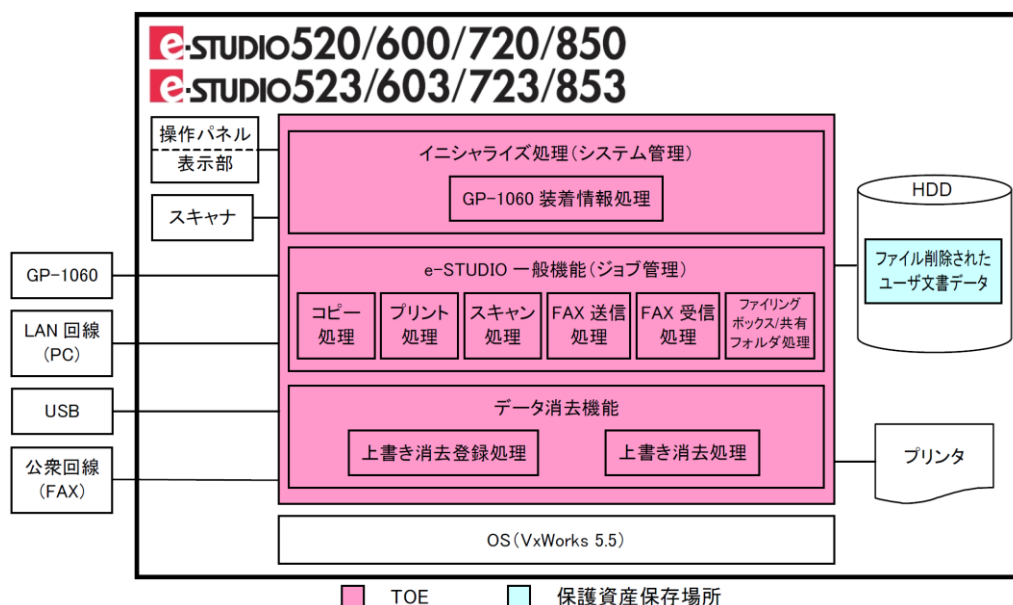 e-STUDIO520/600/720/850
e-STUDIO523/603/723/853
操作パネル
表示部
スキャナ
GP-1060
LAN 回線
(PC)
USB
公衆回線
(FAX)
イニシャライズ処理(システム管理)
GP-1060 装着情報処理
e-STUDIO 一般機能(ジョブ管理)
コピー
処理
プリント
処理
スキャン
処理
FAX 送信
処理
FAX 受信
処理
ファイリング
ボックス/共有
フォルダ処理
データ消去機能
上書き消去登録処理
上書き消去処理
OS(VxWorks 5.5)
HDD
ファイル削除された
ユーザ文書データ
プリンタ
TOE
保護資産保存場所